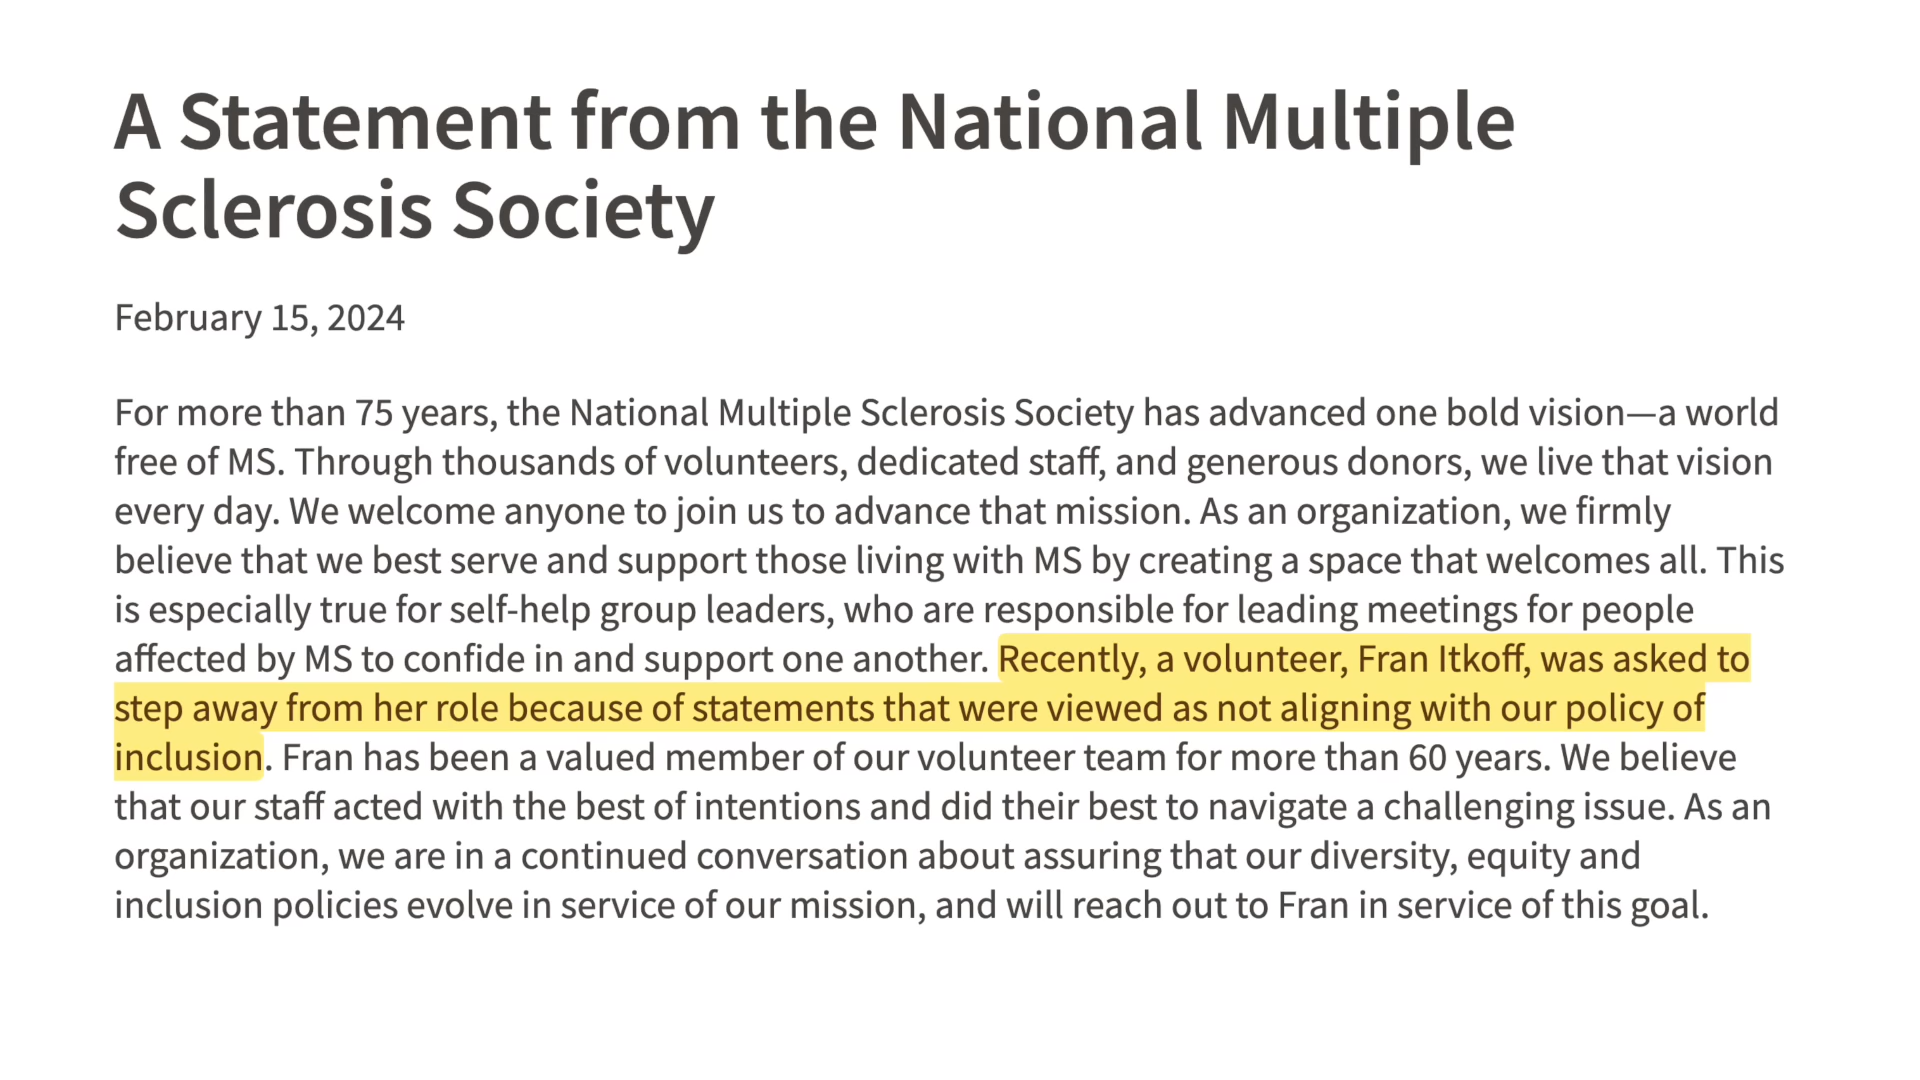 A Statement from the National Multiple
Sclerosis Society
February 15, 2024
For more than 75 years, the National Multiple Sclerosis Society has advanced one bold vision—a world
free of MS. Through thousands of volunteers, dedicated staff, and generous donors, we live that vision
every day. We welcome anyone to join us to advance that mission. As an organization, we firmly
believe that we best serve and support those living with MS by creating a space that welcomes all. This
is especially true for self-help group leaders, who are responsible for leading meetings for people
affected by MS to confide in and support one another. Recently, a volunteer, Fran Itkoff, was asked to
step away from her role because of statements that were viewed as not aligning with our policy of
inclusion. Fran has been a valued member of our volunteer team for more than 60 years. We believe
that our staff acted with the best of intentions and did their best to navigate a challenging issue. As an
organization, we are in a continued conversation about assuring that our diversity, equity and
inclusion policies evolve in service of our mission, and will reach out to Fran in service of this goal.